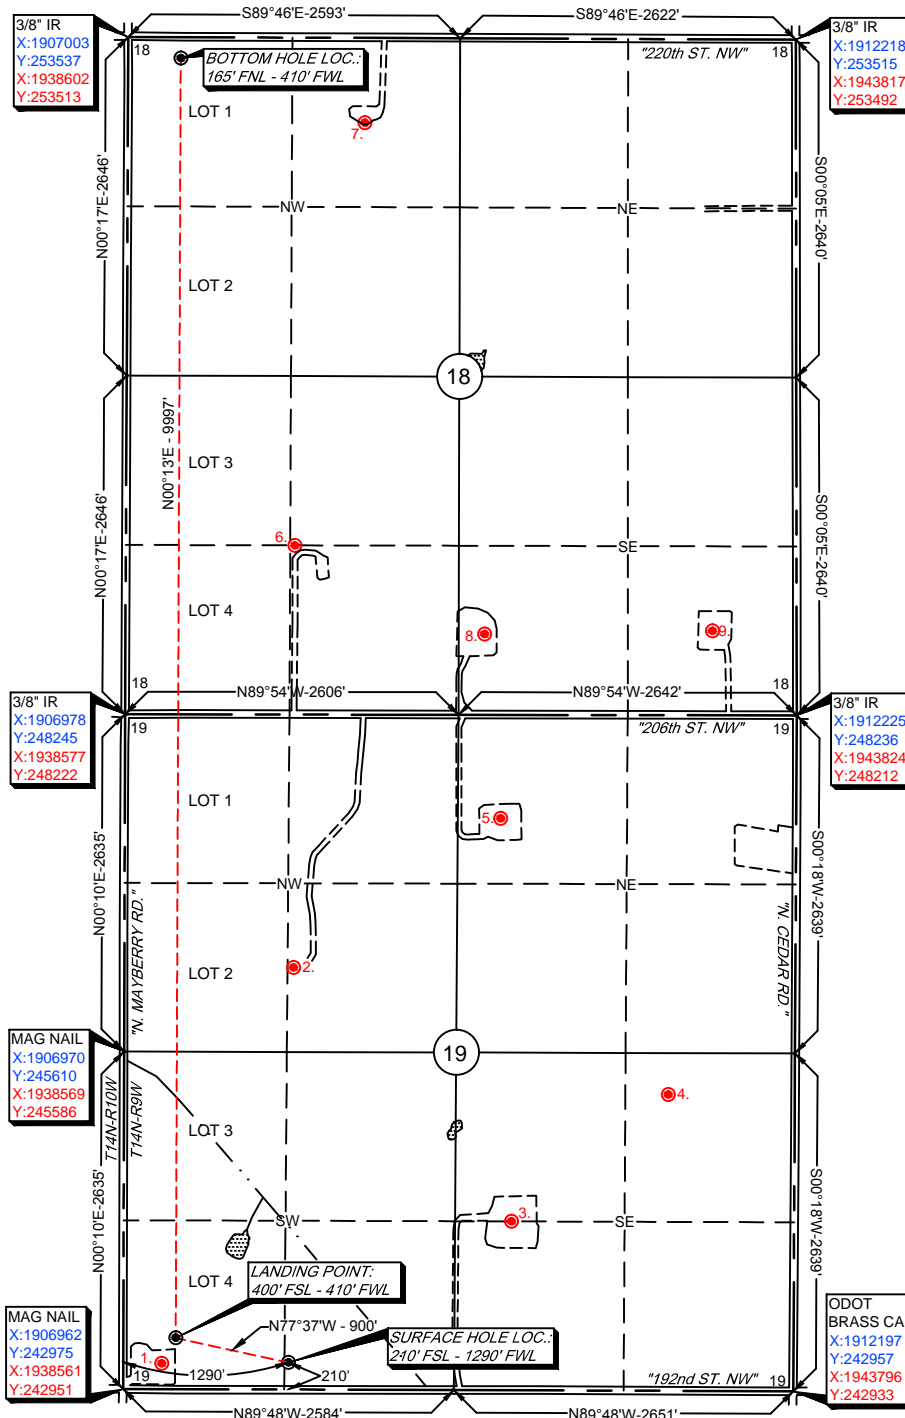 S89°46'E-2593'
S89°46'E-2622'
3/8" IR
X:1907003
Y:253537
X:1938602
Y:253513
3/8" IR
X:1912218
Y:253515
X:1943817
Y:253492
18
BOTTOM HOLE LOC.:
165' FNL - 410' FWL
"220th ST. NW"
18
LOT 1
7.
N00°17'E-2646'
S00°05'E-2640'
NW
NE
LOT 2
18
N00°13'E - 9997'
LOT 3
N00°17'E-2646'
S00°05'E-2640'
6.
SE
LOT 4
8.
9.
18
N89°54'W-2606'
N89°54'W-2642'
18
3/8" IR
X:1906978
Y:248245
X:1938577
Y:248222
3/8" IR
X:1912225
Y:248236
X:1943824
Y:248212
19
"206th ST. NW"
19
LOT 1
5.
N00°10'E-2635'
S00°18'W-2639'
NW
NE
"N. MAYBERRY RD."
"N. CEDAR RD."
LOT 2
2.
MAG NAIL
X:1906970
Y:245610
X:1938569
Y:245586
19
T14N-R10W
T14N-R9W
4.
LOT 3
N00°10'E-2635'
S00°18'W-2639'
SW
3.
SE
LOT 4
LANDING POINT:
400' FSL - 410' FWL
N77°37'W - 900'
SURFACE HOLE LOC.:
210' FSL - 1290' FWL
MAG NAIL
X:1906962
Y:242975
X:1938561
Y:242951
ODOT
BRASS CA
X:1912197
Y:242957
X:1943796
Y:242933
1.
19
1290'
210'
"192nd ST. NW"
19
N89°48'W-2584'
N89°48'W-2651'